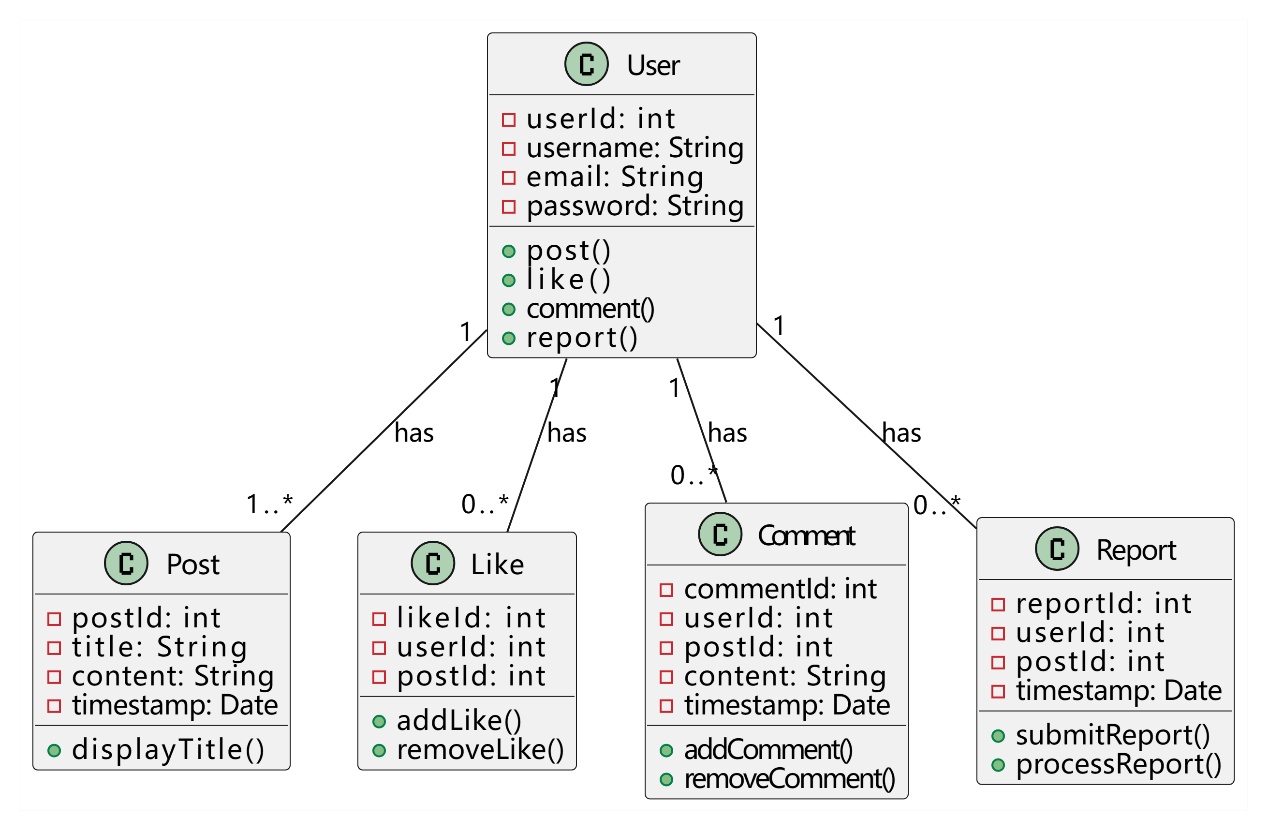 C User
userId: int
username: String
email: String
password: String
post()
like()
comment()
report()
1
1
1
1
has
has
has
has
1..*
0..*
0..*
0..*
C Post
postId: int
title: String
content: String
timestamp: Date
displayTitle()
C Like
likeId: int
userId: int
postId: int
addLike()
removeLike()
C Comment
commentId: int
userId: int
postId: int
content: String
timestamp: Date
addComment()
removeComment()
C Report
reportId: int
userId: int
postId: int
timestamp: Date
submitReport()
processReport()